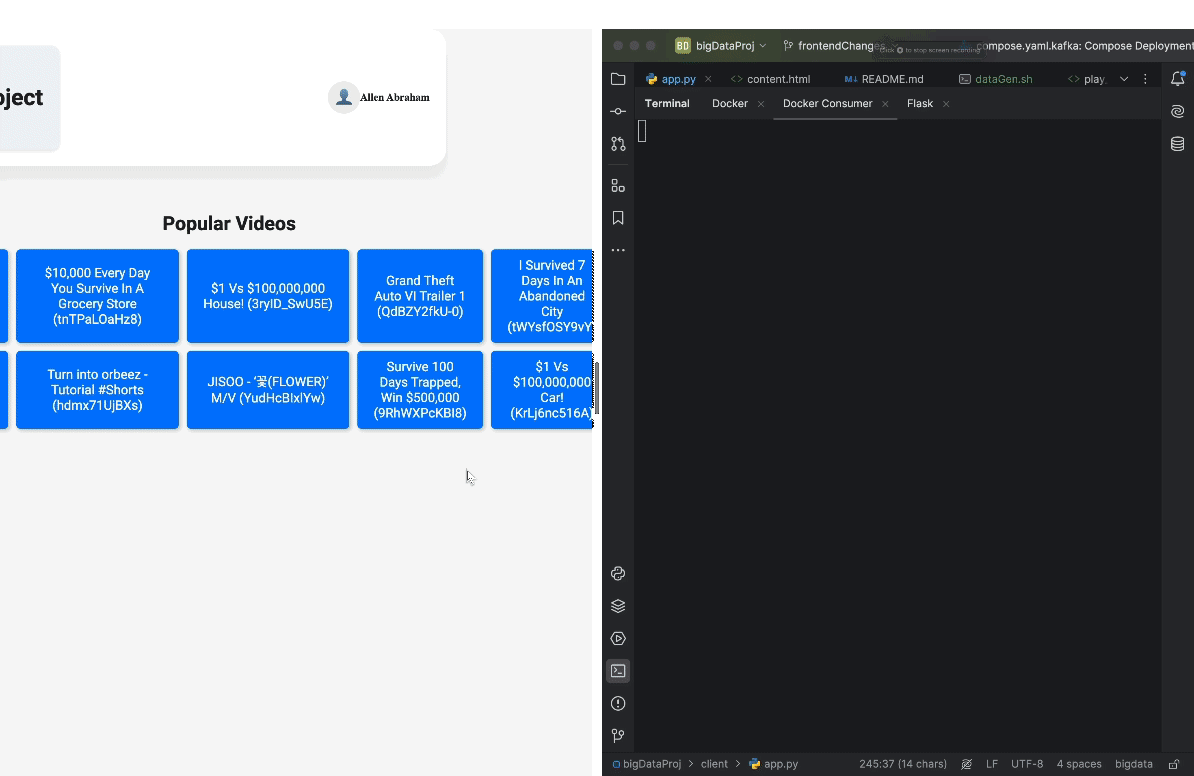 oject
Allen Abraham
Popular Videos
$10,000 Every Day
You Survive In A
Grocery Store
(tnTPaLOaHz8)
$1 Vs $100,000,000
House! (3ryID_SwU5E)
Grand Theft
Auto VI Trailer 1
(QdBZY2fkU-0)
I Survived 7
Days In An
Abandoned
City
(tWYsfOSY9vY)
Turn into orbeez -
Tutorial #Shorts
(hdmx71UjBXs)
JISOO - ‘꽃(FLOWER)’
M/V (YudHcBIxlYw)
Survive 100
Days Trapped,
Win $500,000
(9RhWXPcKBI8)
$1 Vs
$100,000,000
Car!
(KrLj6nc516A)
BD bigDataProj frontendChanges compose.yaml.kafka: Compose Deployment
Click to stop screen recording
app.py content.html README.md dataGen.sh play
Terminal Docker Docker Consumer Flask
bigDataProj > client > app.py 245:37 (14 chars) LF UTF-8 4 spaces bigdata